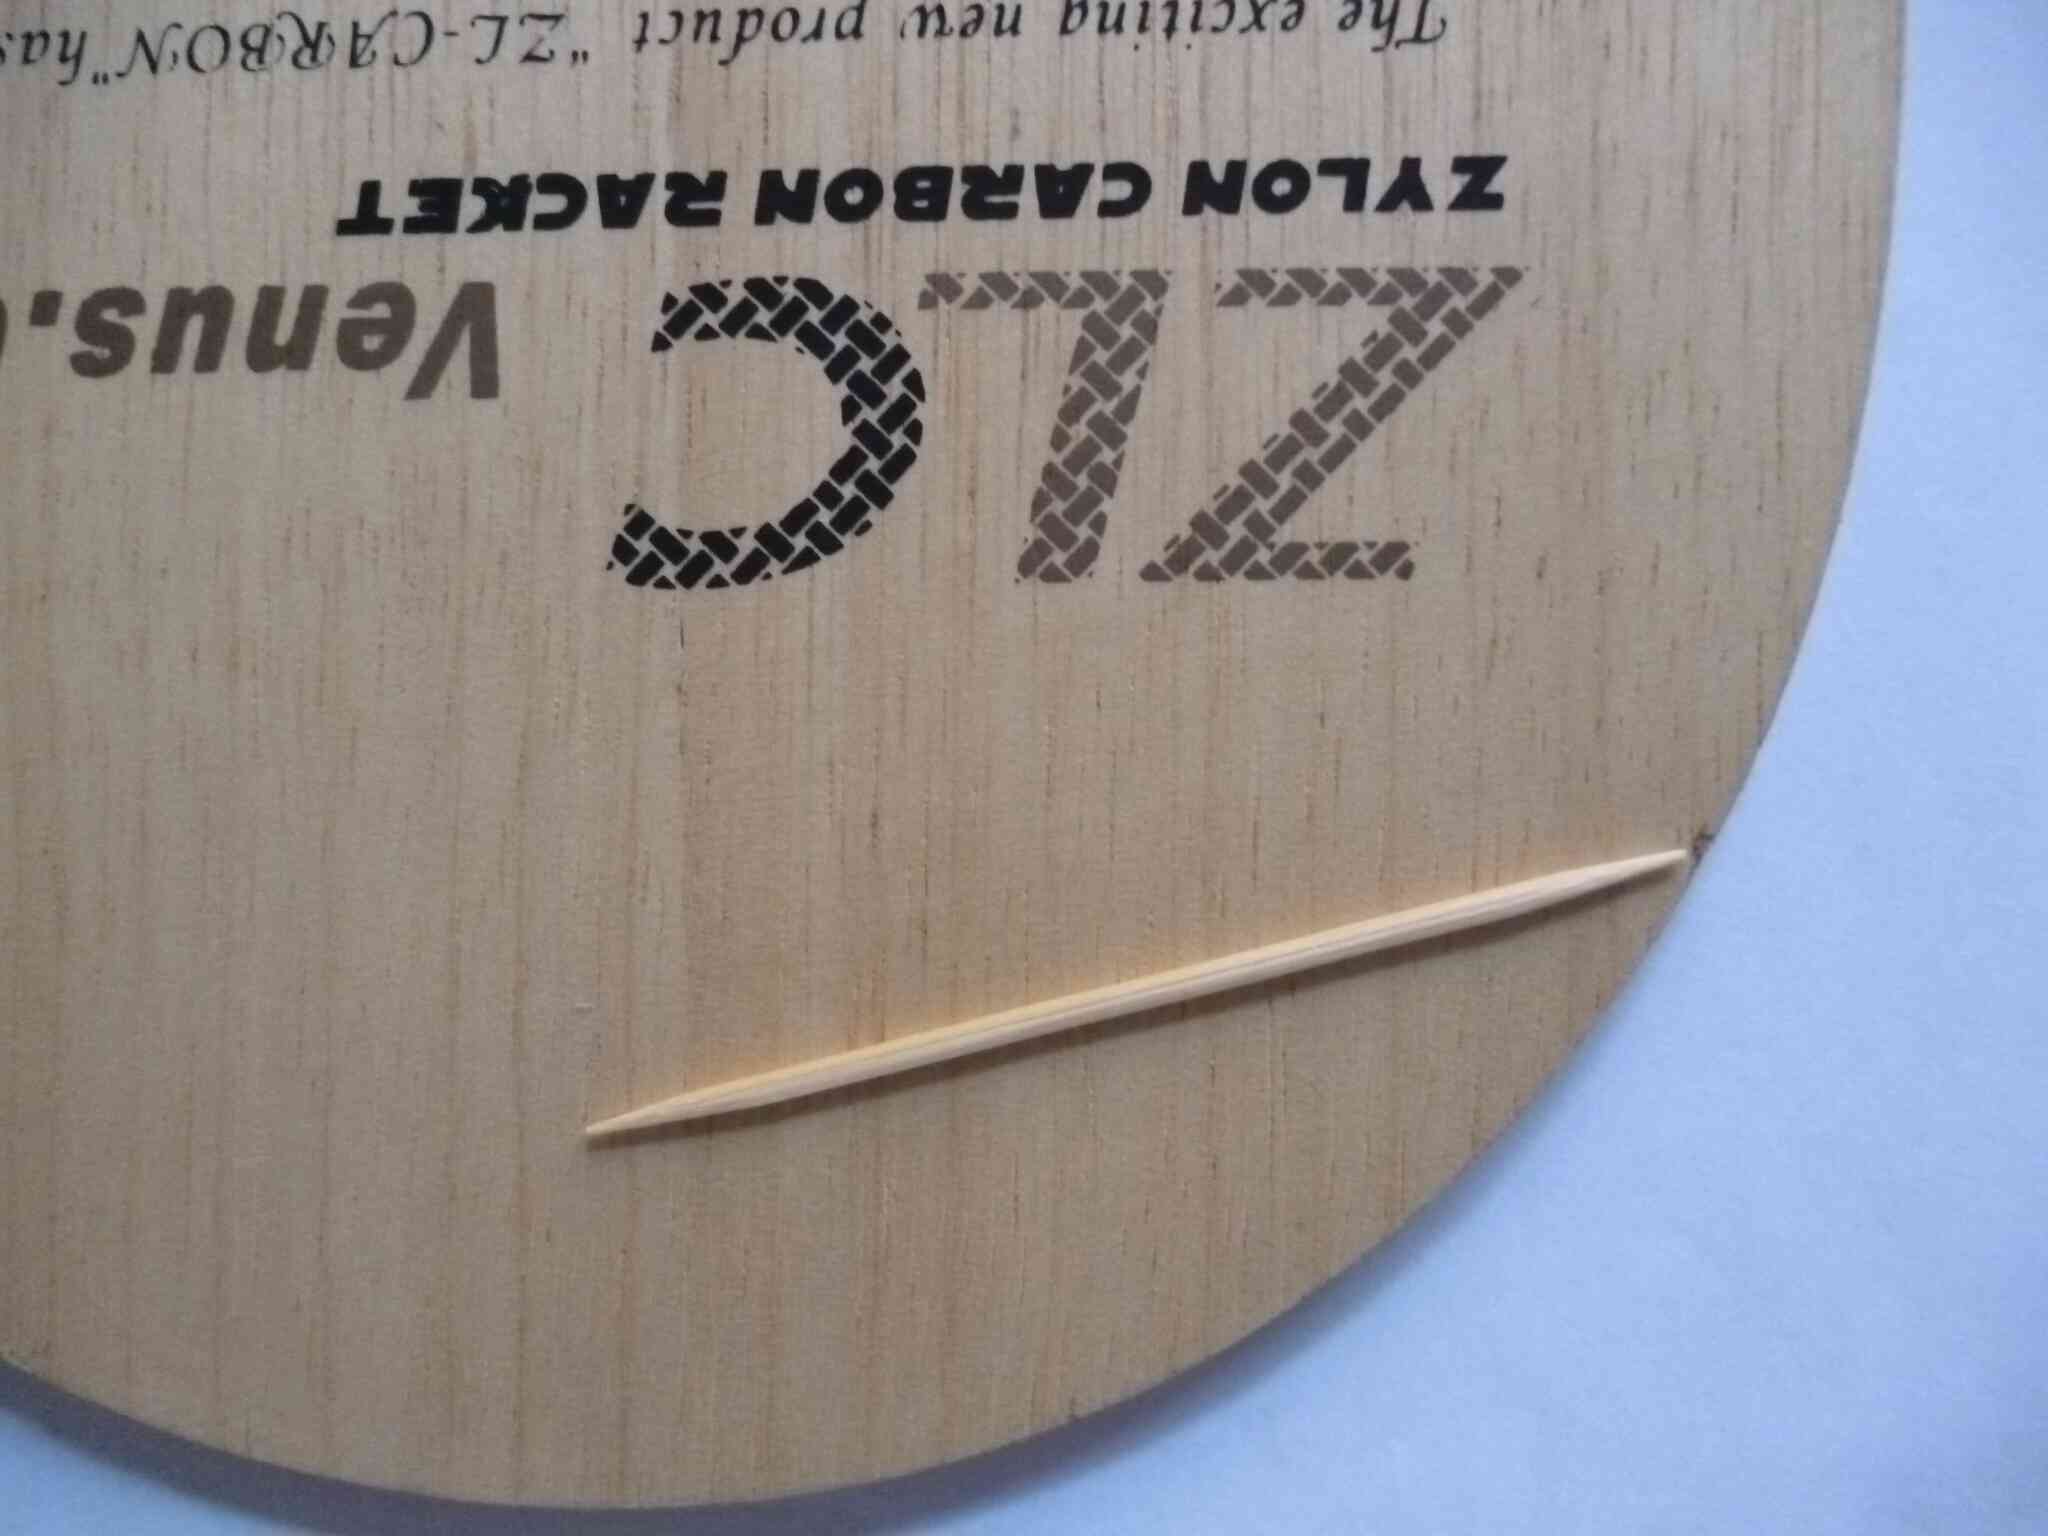 ZLC Venus.
ZYLON CARBON RACKET
The exciting new product "ZL-CARBON" has